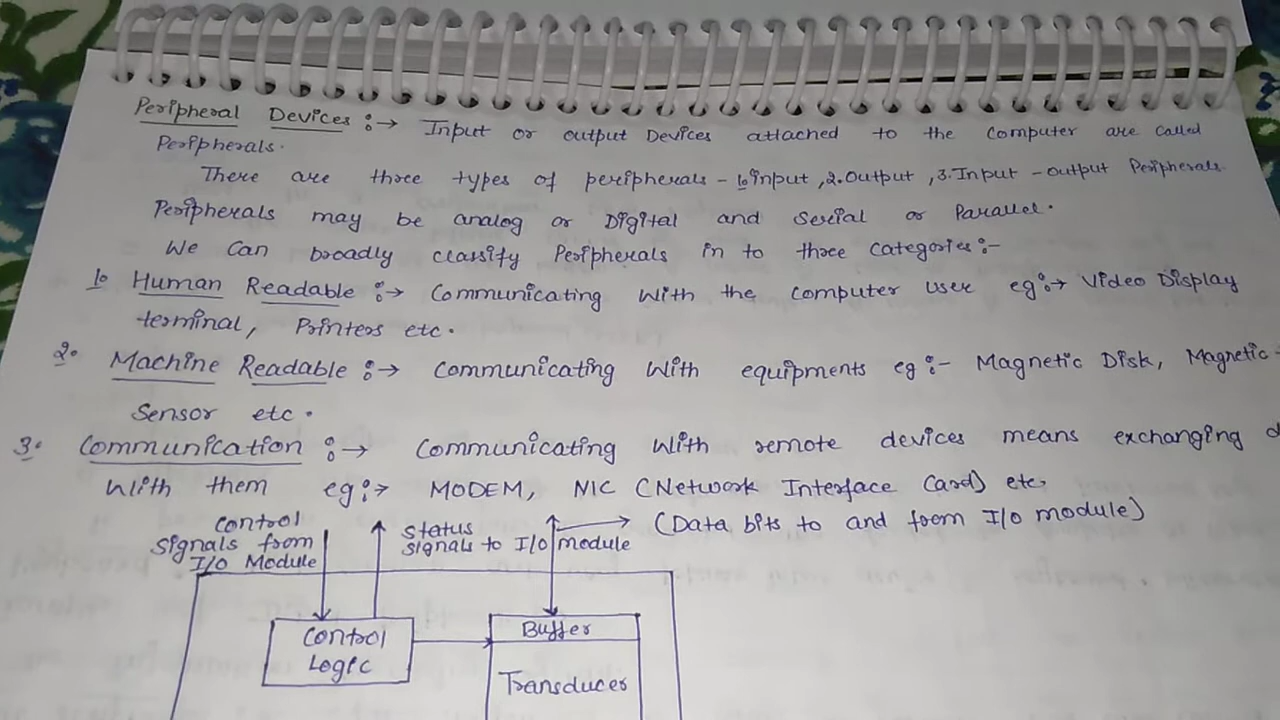 Peripheral Devices :→ Input or output Devices attached to the computer are called
Peripherals.
There are three types of peripherals - 1. input, 2. Output, 3. Input - output Peripherals.
Peripherals may be analog or Digital and Serial or Parallel.
We can broadly classify Peripherals in to three categories :-
1. Human Readable :→ Communicating with the computer user eg :→ Video Display
terminal, Printers etc.
2. Machine Readable :→ Communicating with equipments eg :- Magnetic Disk, Magnetic -
Sensor etc.
3. Communication :→ Communicating with remote devices means exchanging
with them eg :→ MODEM, NIC (Network Interface Card) etc.
Control signals from I/O Module
status signals to I/O module
(Data bits to and from I/O module)
Control Logic
Buffer
Transducer